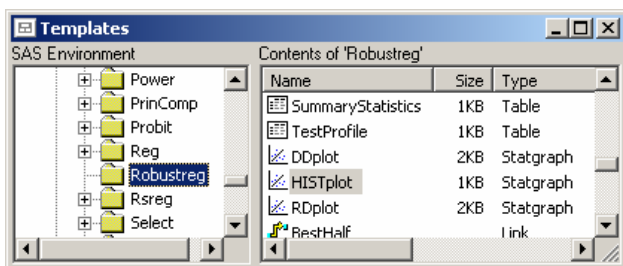 Templates
SAS Environment
Contents of 'Robustreg'
Power
PrinComp
Probit
Reg
Robustreg
Rsreg
Select
Name Size Type
SummaryStatistics 1KB Table
TestProfile 1KB Table
DDplot 2KB Statgraph
HISTplot 1KB Statgraph
RDplot 2KB Statgraph
BestHalf Link